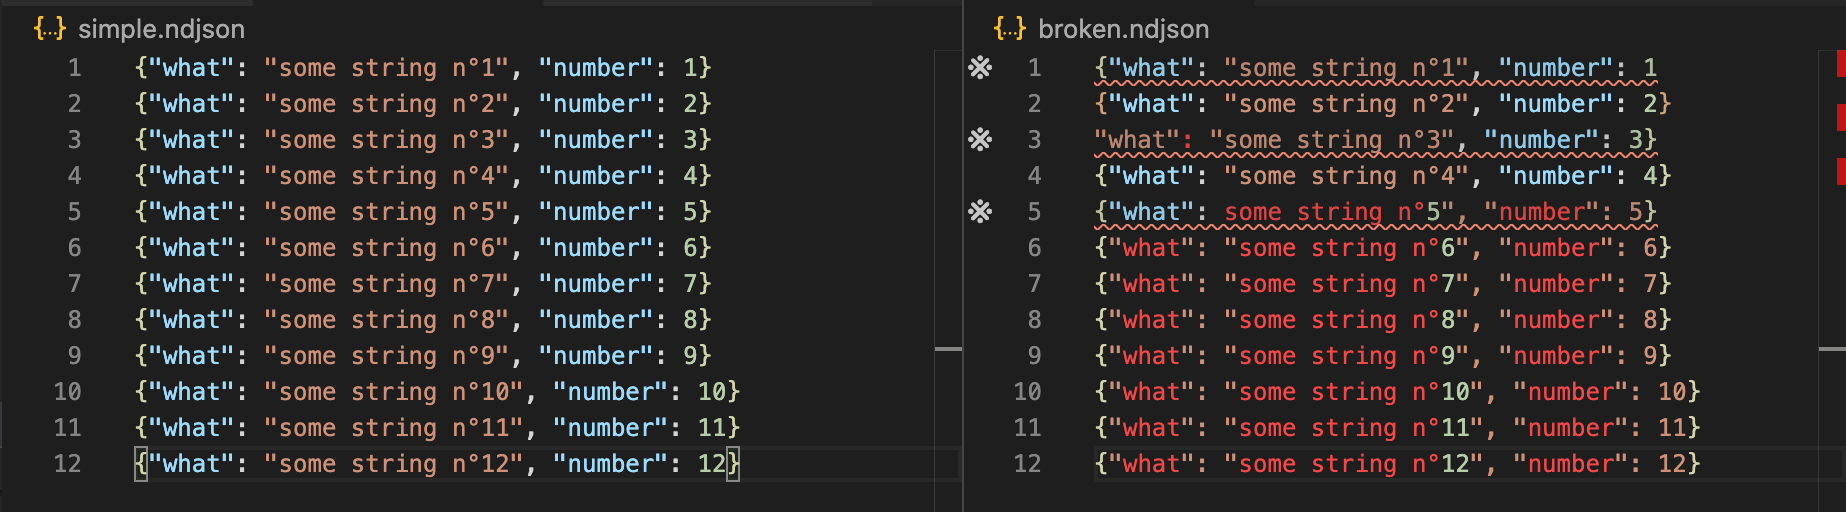 {..} simple.ndjson
1 {"what": "some string n°1", "number": 1}
2 {"what": "some string n°2", "number": 2}
3 {"what": "some string n°3", "number": 3}
4 {"what": "some string n°4", "number": 4}
5 {"what": "some string n°5", "number": 5}
6 {"what": "some string n°6", "number": 6}
7 {"what": "some string n°7", "number": 7}
8 {"what": "some string n°8", "number": 8}
9 {"what": "some string n°9", "number": 9}
10 {"what": "some string n°10", "number": 10}
11 {"what": "some string n°11", "number": 11}
12 {"what": "some string n°12", "number": 12}
{..} broken.ndjson
※ 1 {"what": "some string n°1", "number": 1
2 {"what": "some string n°2", "number": 2}
※ 3 "what": "some string n°3", "number": 3}
4 {"what": "some string n°4", "number": 4}
※ 5 {"what": some string n°5", "number": 5}
6 {"what": "some string n°6", "number": 6}
7 {"what": "some string n°7", "number": 7}
8 {"what": "some string n°8", "number": 8}
9 {"what": "some string n°9", "number": 9}
10 {"what": "some string n°10", "number": 10}
11 {"what": "some string n°11", "number": 11}
12 {"what": "some string n°12", "number": 12}